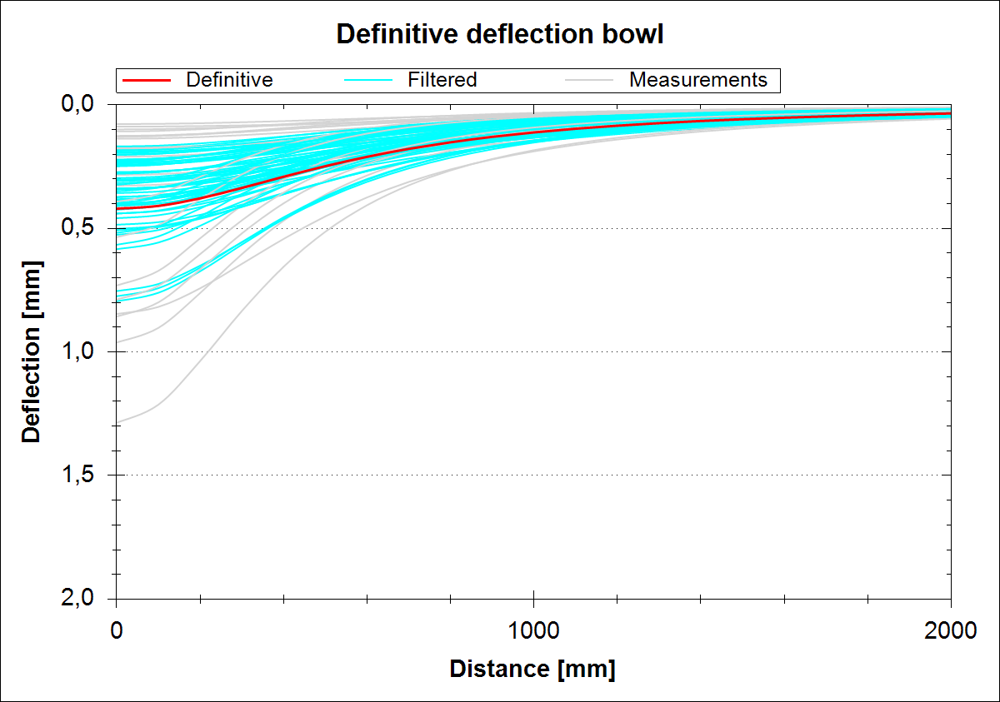 Definitive deflection bowl
Definitive Filtered Measurements
0,0
0,5
1,0
1,5
2,0
Deflection [mm]
0 1000 2000
Distance [mm]